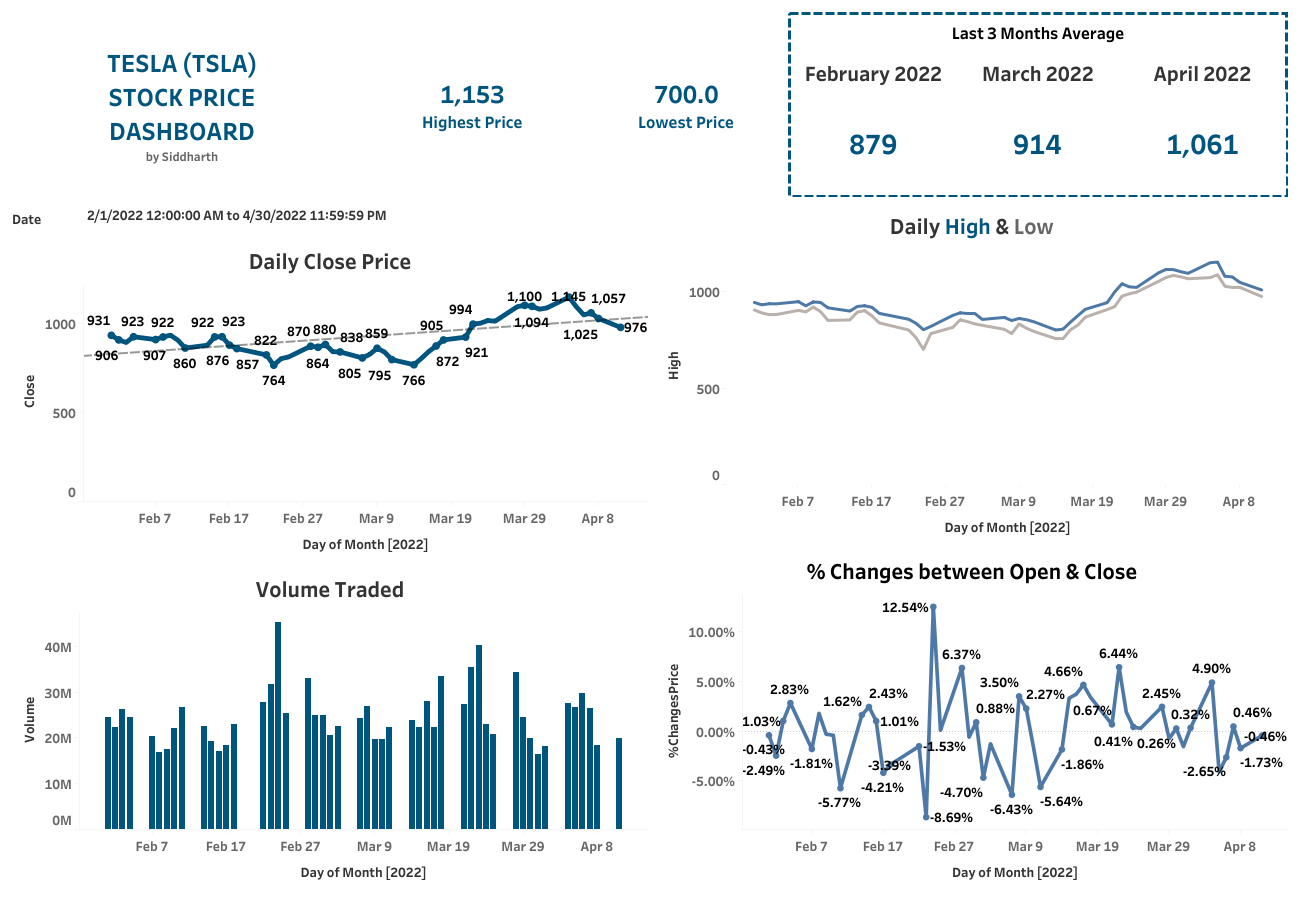 TESLA (TSLA)
STOCK PRICE
DASHBOARD
by Siddharth
1,153
Highest Price
700.0
Lowest Price
Last 3 Months Average
February 2022 March 2022 April 2022
879 914 1,061
Date 2/1/2022 12:00:00 AM to 4/30/2022 11:59:59 PM
Daily Close Price
Close
1000
500
0
931 923 922 922 923 870 880 838 859 905 994 1,100 1,145 1,057
906 907 860 876 857 822 764 864 805 795 766 872 921 1,094 1,025 976
Feb 7 Feb 17 Feb 27 Mar 9 Mar 19 Mar 29 Apr 8
Day of Month [2022]
Daily High & Low
High
1000
500
0
Feb 7 Feb 17 Feb 27 Mar 9 Mar 19 Mar 29 Apr 8
Day of Month [2022]
Volume Traded
Volume
40M
30M
20M
10M
0M
Feb 7 Feb 17 Feb 27 Mar 9 Mar 19 Mar 29 Apr 8
Day of Month [2022]
% Changes between Open & Close
%ChangesPrice
10.00%
5.00%
0.00%
-5.00%
12.54%
6.37% 6.44%
4.66% 4.90%
2.83% 1.62% 2.43% 3.50% 2.27% 2.45%
1.03% 1.01% 0.88% 0.67% 0.32% 0.46%
-0.43% -1.53% 0.41% 0.26% -0.46%
-2.49% -1.81% -3.39% -1.86% -2.65% -1.73%
-5.77% -4.21% -4.70% -5.64%
-8.69% -6.43%
Feb 7 Feb 17 Feb 27 Mar 9 Mar 19 Mar 29 Apr 8
Day of Month [2022]